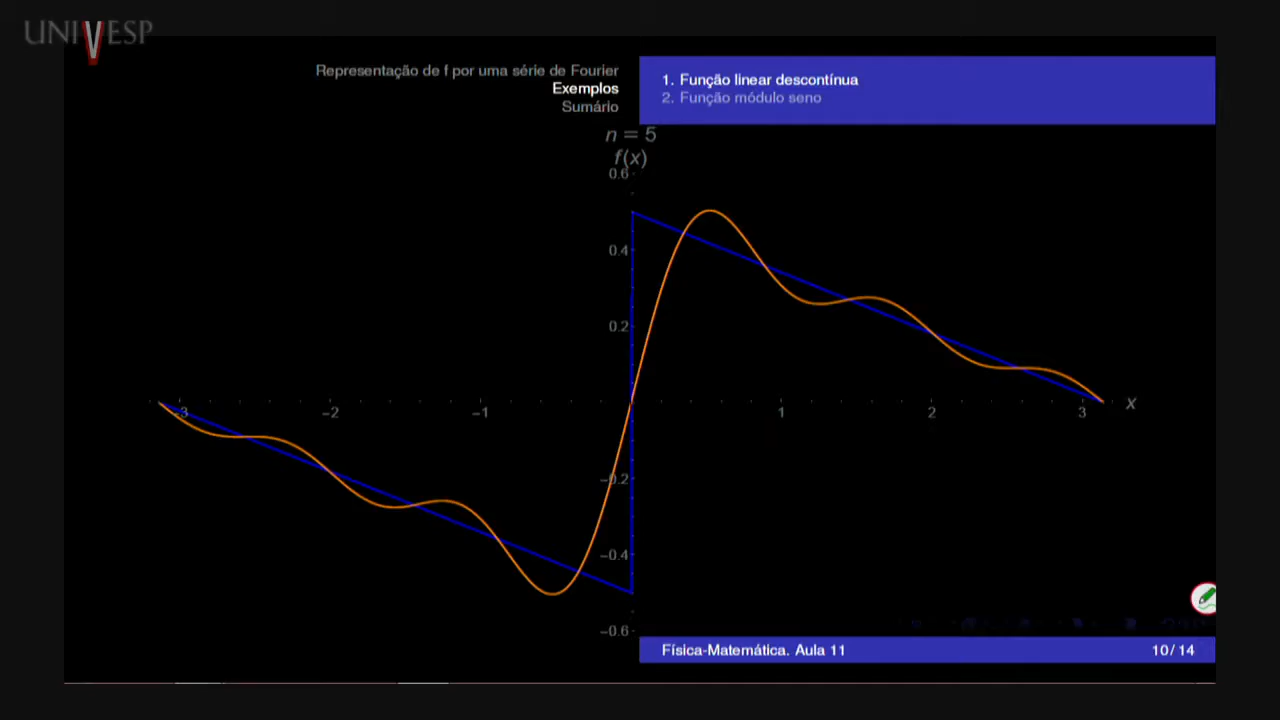 UNIVESP
Representação de f por uma série de Fourier
Exemplos
Sumário
1. Função linear descontínua
2. Função módulo seno
n = 5
f(x)
0.6
0.4
0.2
−3
−2
−1
1
2
3
x
−0.2
−0.4
−0.6
Física-Matemática. Aula 11
10/14